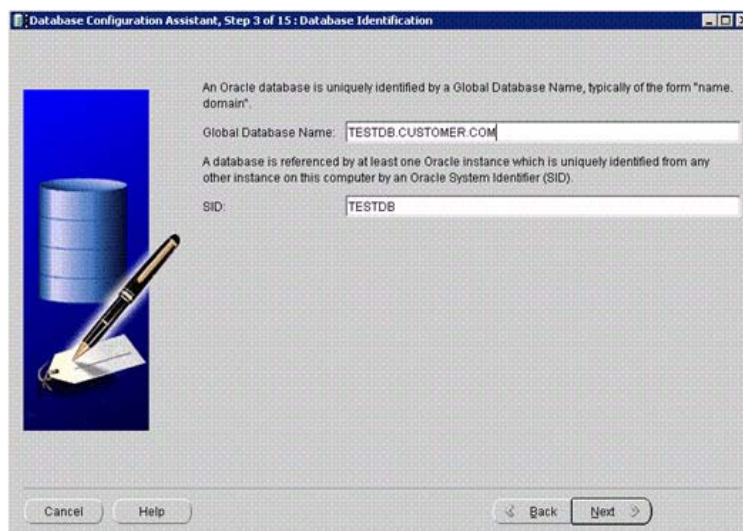 Database Configuration Assistant, Step 3 of 15 : Database Identification
An Oracle database is uniquely identified by a Global Database Name, typically of the form "name.
domain".
Global Database Name: TESTDB.CUSTOMER.COM
A database is referenced by at least one Oracle instance which is uniquely identified from any
other instance on this computer by an Oracle System Identifier (SID).
SID: TESTDB
Cancel Help Back Next